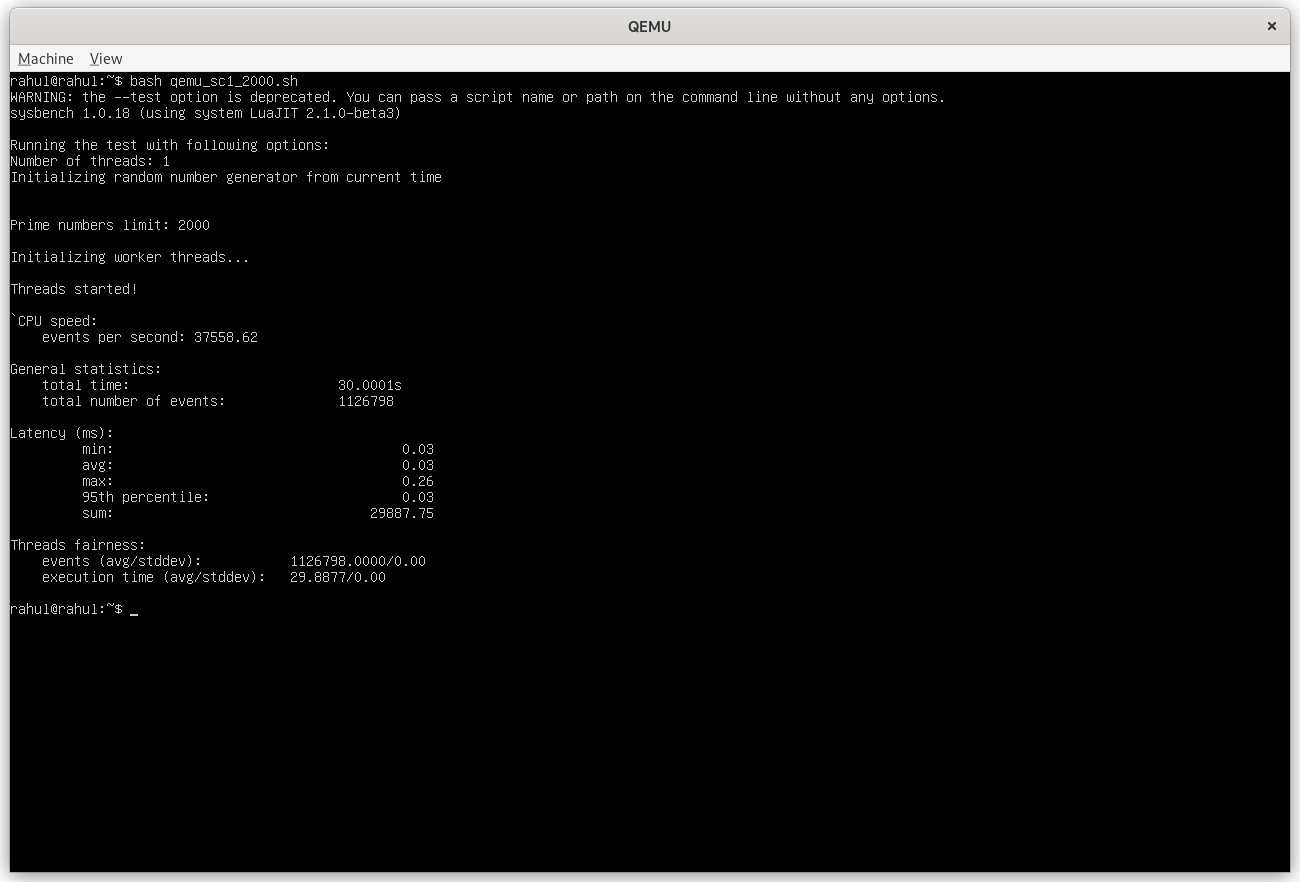 QEMU
×
Machine View
rahul@rahul:~$ bash qemu_sc1_2000.sh
WARNING: the --test option is deprecated. You can pass a script name or path on the command line without any options.
sysbench 1.0.18 (using system LuaJIT 2.1.0-beta3)
Running the test with following options:
Number of threads: 1
Initializing random number generator from current time
Prime numbers limit: 2000
Initializing worker threads...
Threads started!
`CPU speed:
events per second: 37558.62
General statistics:
total time: 30.0001s
total number of events: 1126798
Latency (ms):
min: 0.03
avg: 0.03
max: 0.26
95th percentile: 0.03
sum: 29887.75
Threads fairness:
events (avg/stddev): 1126798.0000/0.00
execution time (avg/stddev): 29.8877/0.00
rahul@rahul:~$ _